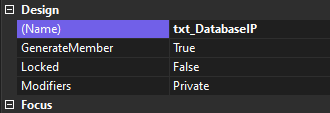 Design
(Name) txt_DatabaseIP
GenerateMember True
Locked False
Modifiers Private
Focus